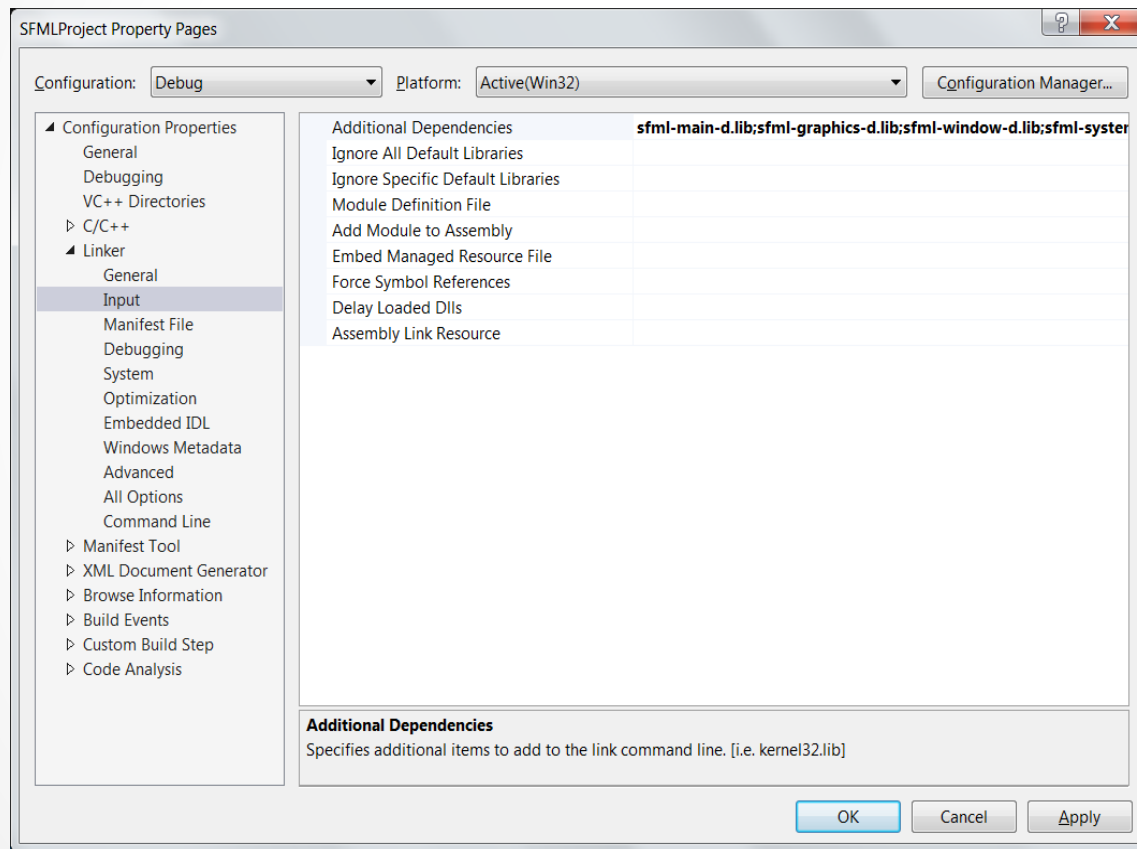 SFMLProject Property Pages
Configuration: Debug Platform: Active(Win32) Configuration Manager...
Configuration Properties
General
Debugging
VC++ Directories
C/C++
Linker
General
Input
Manifest File
Debugging
System
Optimization
Embedded IDL
Windows Metadata
Advanced
All Options
Command Line
Manifest Tool
XML Document Generator
Browse Information
Build Events
Custom Build Step
Code Analysis
Additional Dependencies sfml-main-d.lib;sfml-graphics-d.lib;sfml-window-d.lib;sfml-system
Ignore All Default Libraries
Ignore Specific Default Libraries
Module Definition File
Add Module to Assembly
Embed Managed Resource File
Force Symbol References
Delay Loaded Dlls
Assembly Link Resource
Additional Dependencies
Specifies additional items to add to the link command line. [i.e. kernel32.lib]
OK Cancel Apply